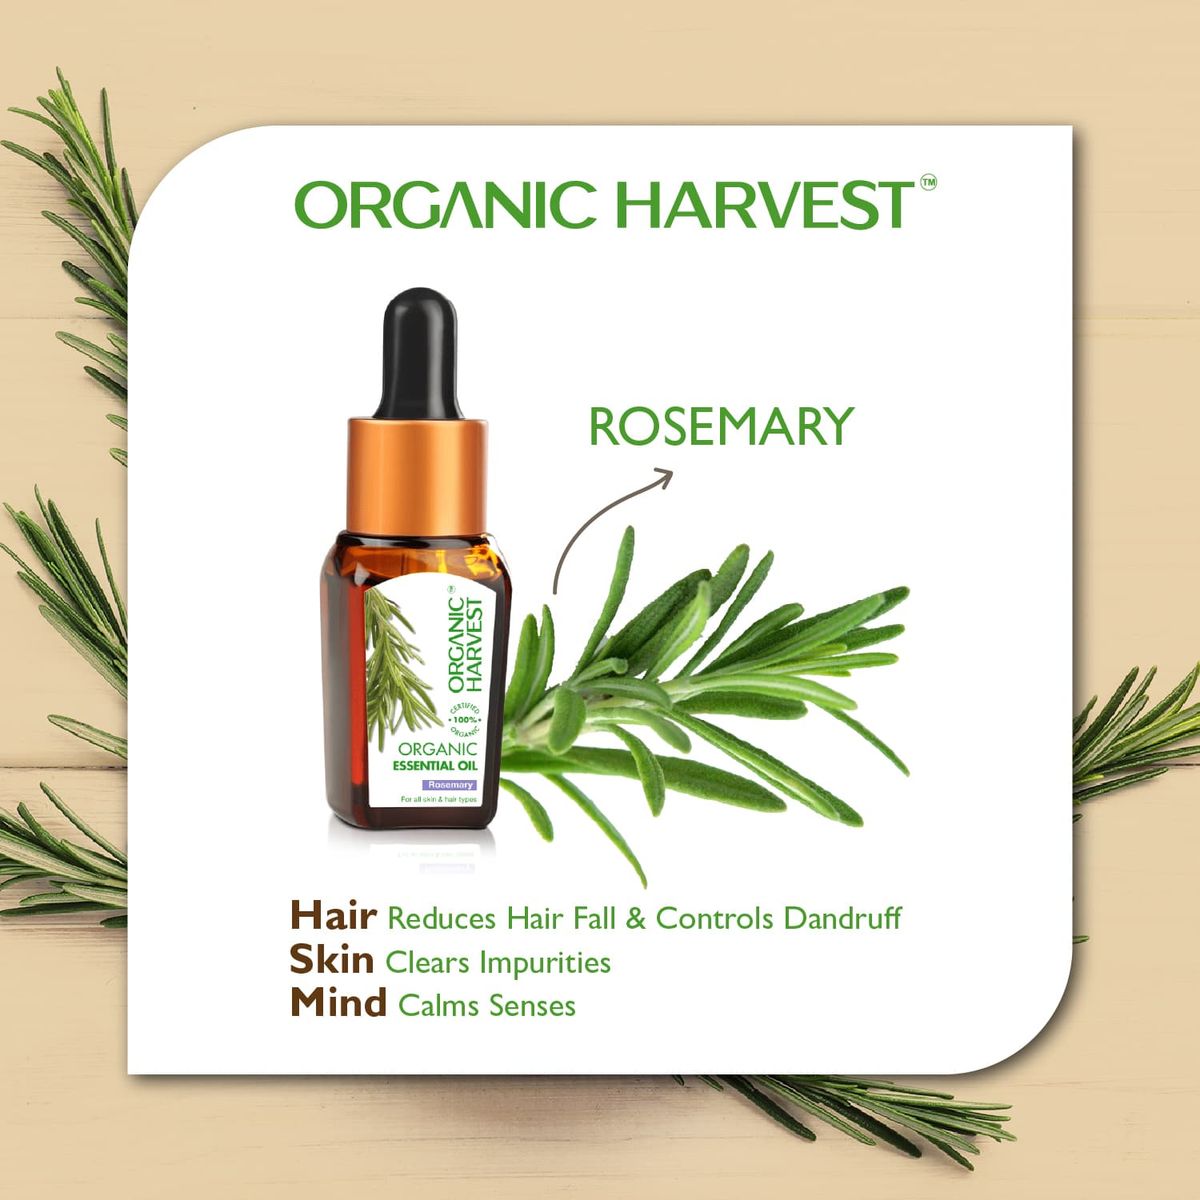 ORGANIC HARVEST™
ROSEMARY
ORGANIC
HARVEST
CERTIFIED
100%
ORGANIC
ORGANIC
ESSENTIAL OIL
Rosemary
For all skin & hair types
Hair Reduces Hair Fall & Controls Dandruff
Skin Clears Impurities
Mind Calms Senses